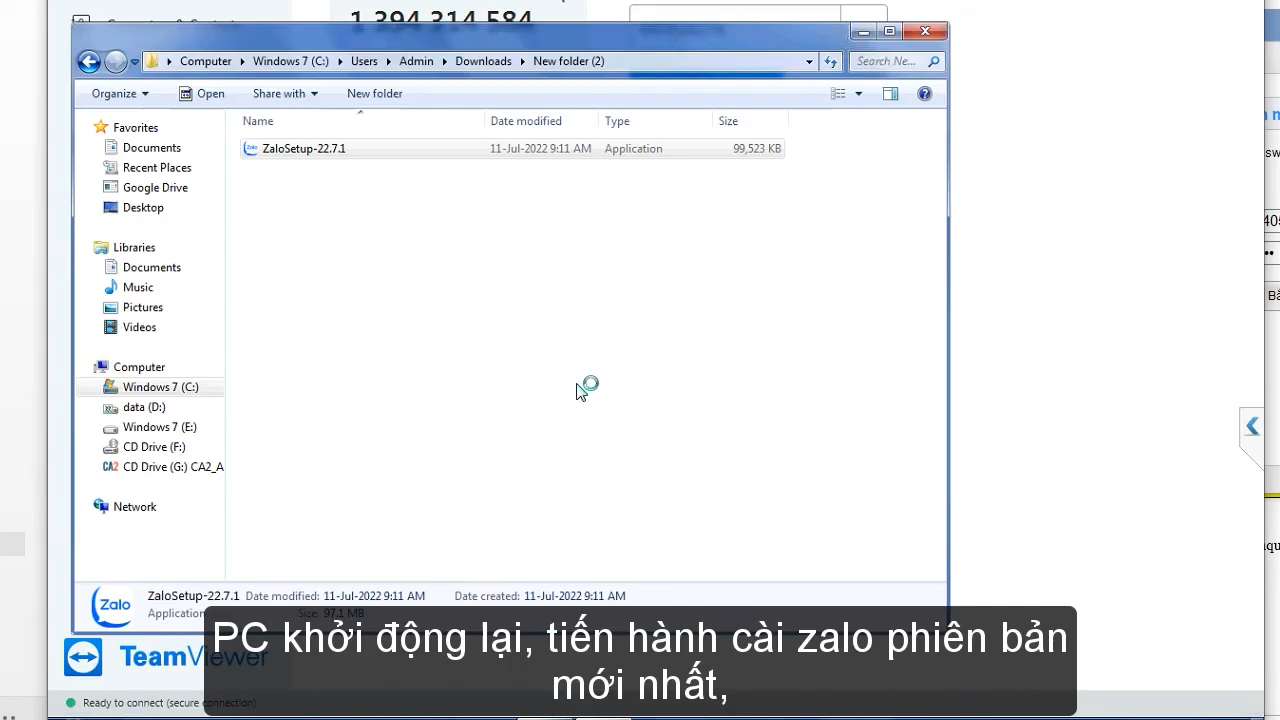 1 394 314 584
Computer
Windows 7 (C:)
Users
Admin
Downloads
New folder (2)
Search Ne...
Organize
Open
Share with
New folder
Name
Date modified
Type
Size
ZaloSetup-22.7.1
11-Jul-2022 9:11 AM
Application
99,523 KB
Favorites
Documents
Recent Places
Google Drive
Desktop
Libraries
Documents
Music
Pictures
Videos
Computer
Windows 7 (C:)
data (D:)
Windows 7 (E:)
CD Drive (F:)
CA2 CD Drive (G:) CA2_A
Network
Zalo
ZaloSetup-22.7.1
Date modified: 11-Jul-2022 9:11 AM
Date created: 11-Jul-2022 9:11 AM
Application
Size: 97.1 MB
PC khởi động lại, tiến hành cài zalo phiên bản
mới nhất,
TeamViewer
Ready to connect (secure connection)